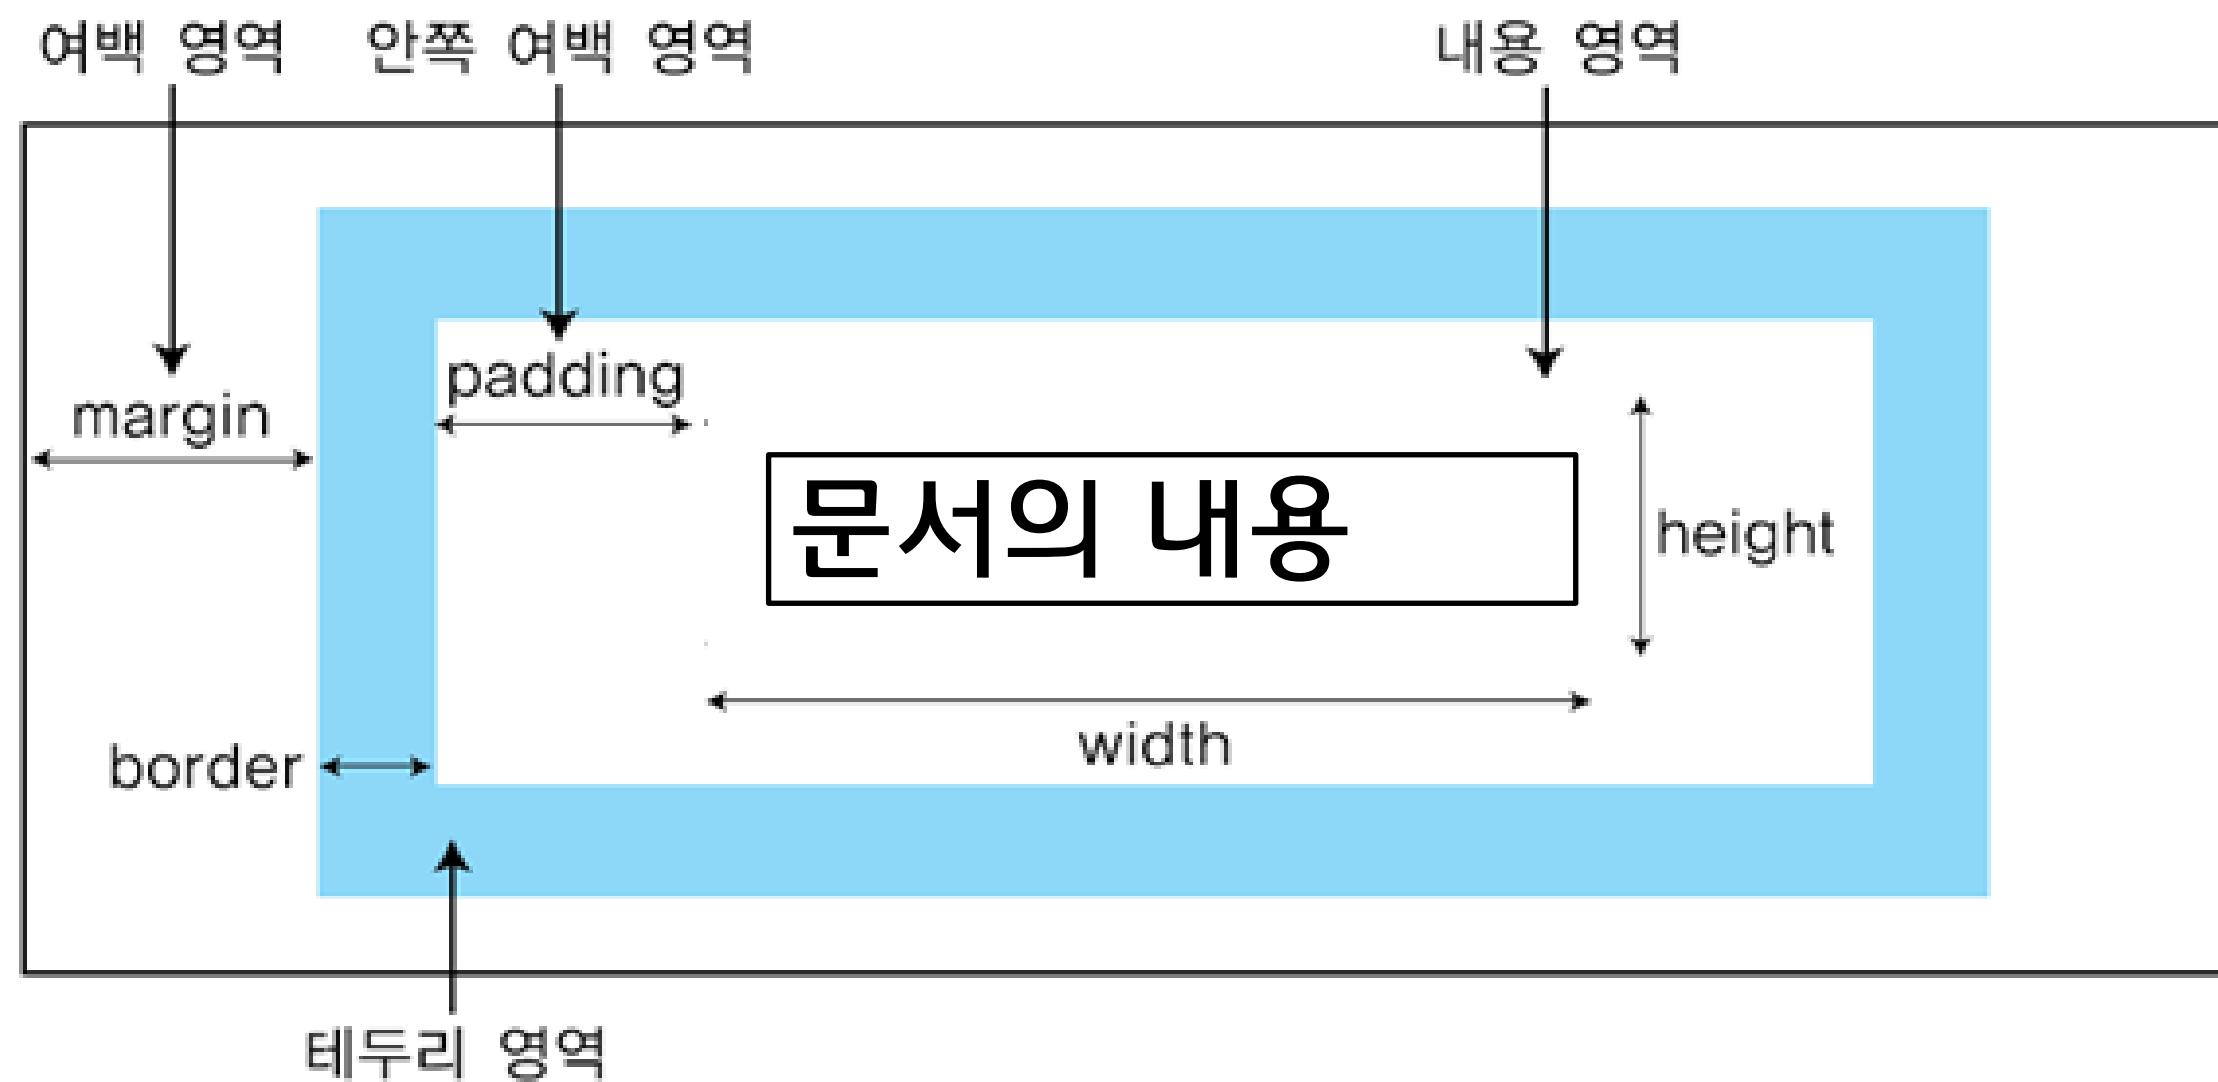 여백 영역 안쪽 여백 영역 내용 영역
padding
margin
문서의 내용
height
width
border
테두리 영역